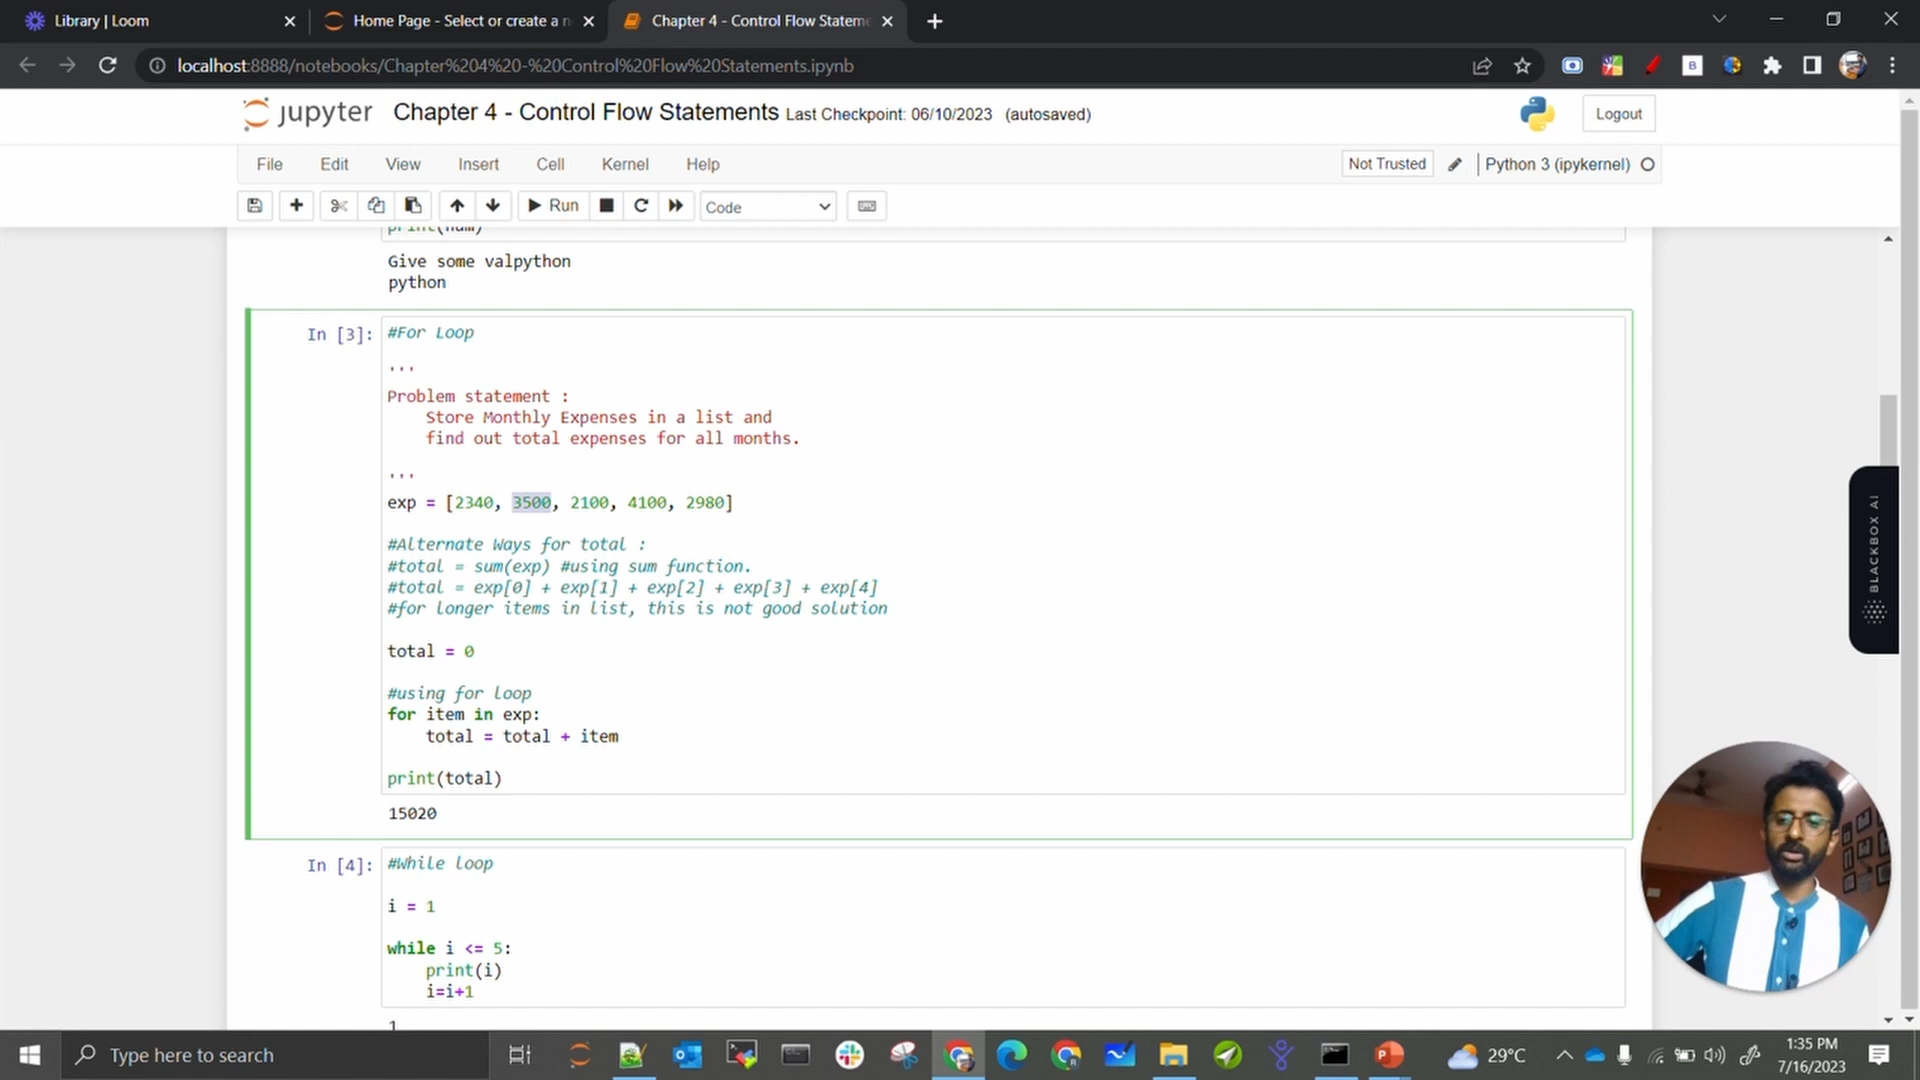 Library | Loom
Home Page - Select or create a n
Chapter 4 - Control Flow Stateme
localhost:8888/notebooks/Chapter%204%20-%20Control%20Flow%20Statements.ipynb
B
jupyter Chapter 4 - Control Flow Statements Last Checkpoint: 06/10/2023 (autosaved)
Logout
File Edit View Insert Cell Kernel Help
Not Trusted Python 3 (ipykernel)
Run Code
print(num)
Give some valpython
python
In [3]: #For Loop
'''
Problem statement :
Store Monthly Expenses in a list and
find out total expenses for all months.
'''
exp = [2340, 3500, 2100, 4100, 2980]
#Alternate Ways for total :
#total = sum(exp) #using sum function.
#total = exp[0] + exp[1] + exp[2] + exp[3] + exp[4]
#for longer items in list, this is not good solution
total = 0
#using for loop
for item in exp:
total = total + item
print(total)
15020
BLACKBOX AI
In [4]: #While loop
i = 1
while i <= 5:
print(i)
i=i+1
1
Type here to search
29°C
1:35 PM
7/16/2023